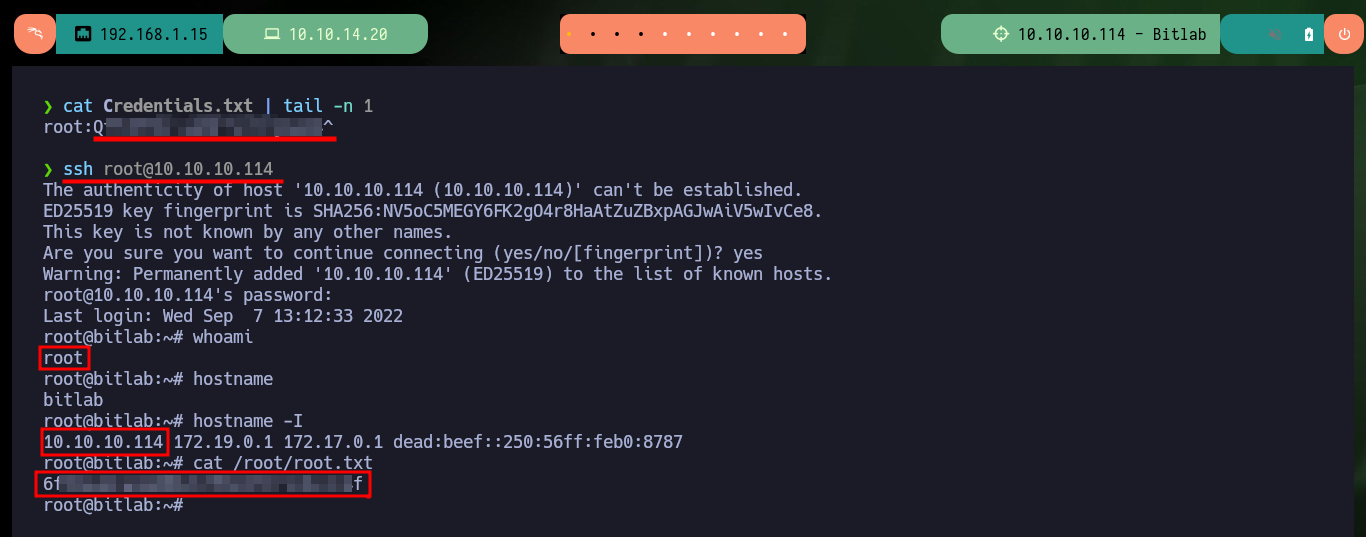 192.168.1.15 10.10.14.20 10.10.10.114 - Bitlab
❯ cat Credentials.txt | tail -n 1
root:Q ^
❯ ssh root@10.10.10.114
The authenticity of host '10.10.10.114 (10.10.10.114)' can't be established.
ED25519 key fingerprint is SHA256:NV5oC5MEGY6FK2gO4r8HaAtZuZBxpAGJwAiV5wIvCe8.
This key is not known by any other names.
Are you sure you want to continue connecting (yes/no/[fingerprint])? yes
Warning: Permanently added '10.10.10.114' (ED25519) to the list of known hosts.
root@10.10.10.114's password:
Last login: Wed Sep  7 13:12:33 2022
root@bitlab:~# whoami
root
root@bitlab:~# hostname
bitlab
root@bitlab:~# hostname -I
10.10.10.114 172.19.0.1 172.17.0.1 dead:beef::250:56ff:feb0:8787
root@bitlab:~# cat /root/root.txt
6f f
root@bitlab:~#